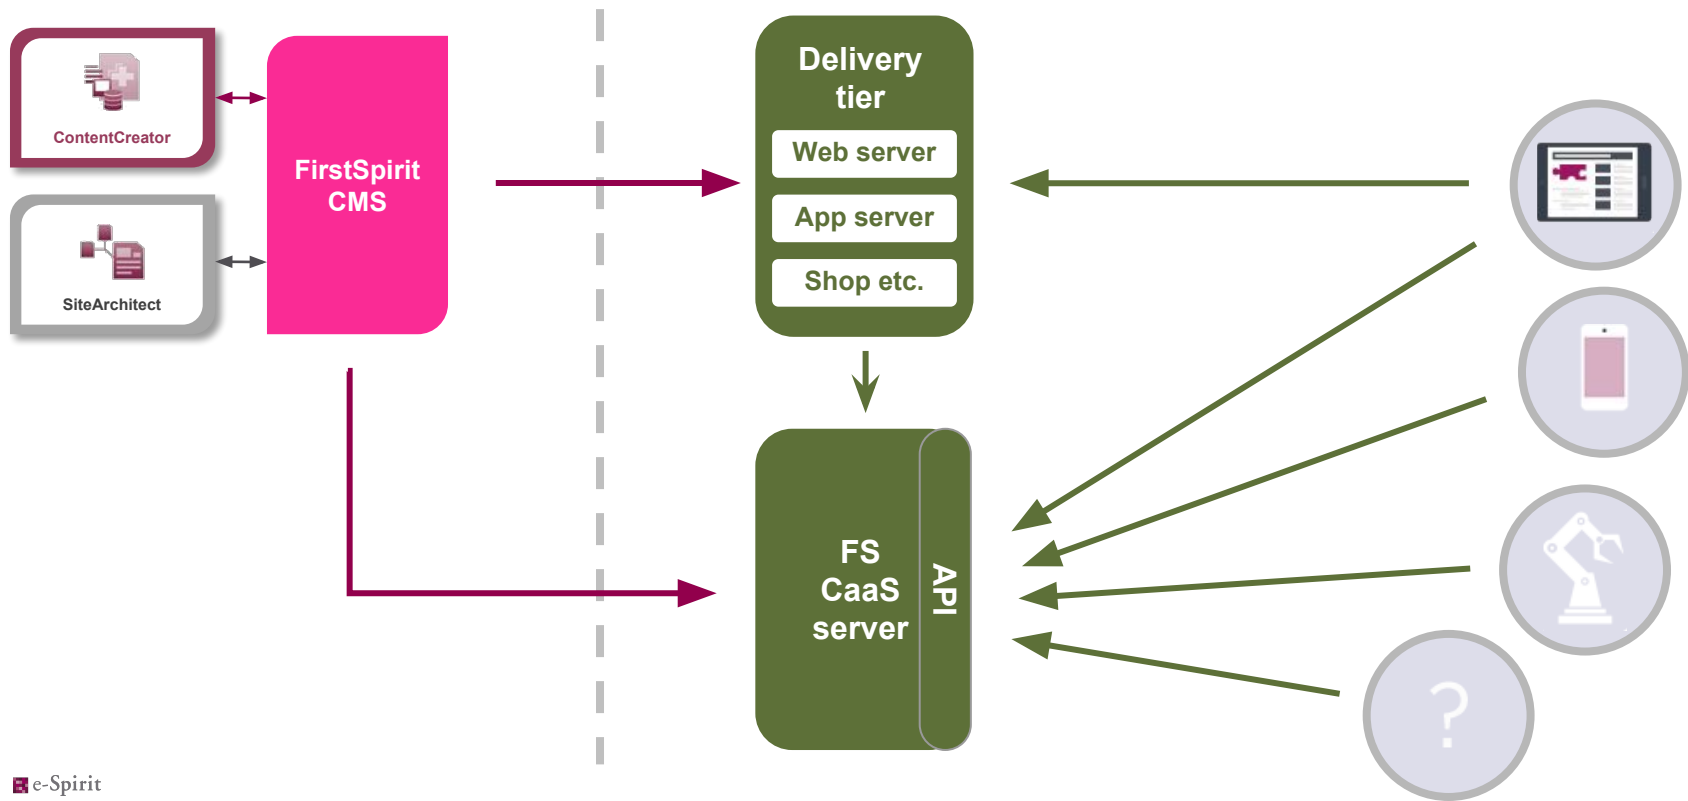 ContentCreator
SiteArchitect
FirstSpirit
CMS
Delivery
tier
Web server
App server
Shop etc.
FS
CaaS
server
API
?
e-Spirit